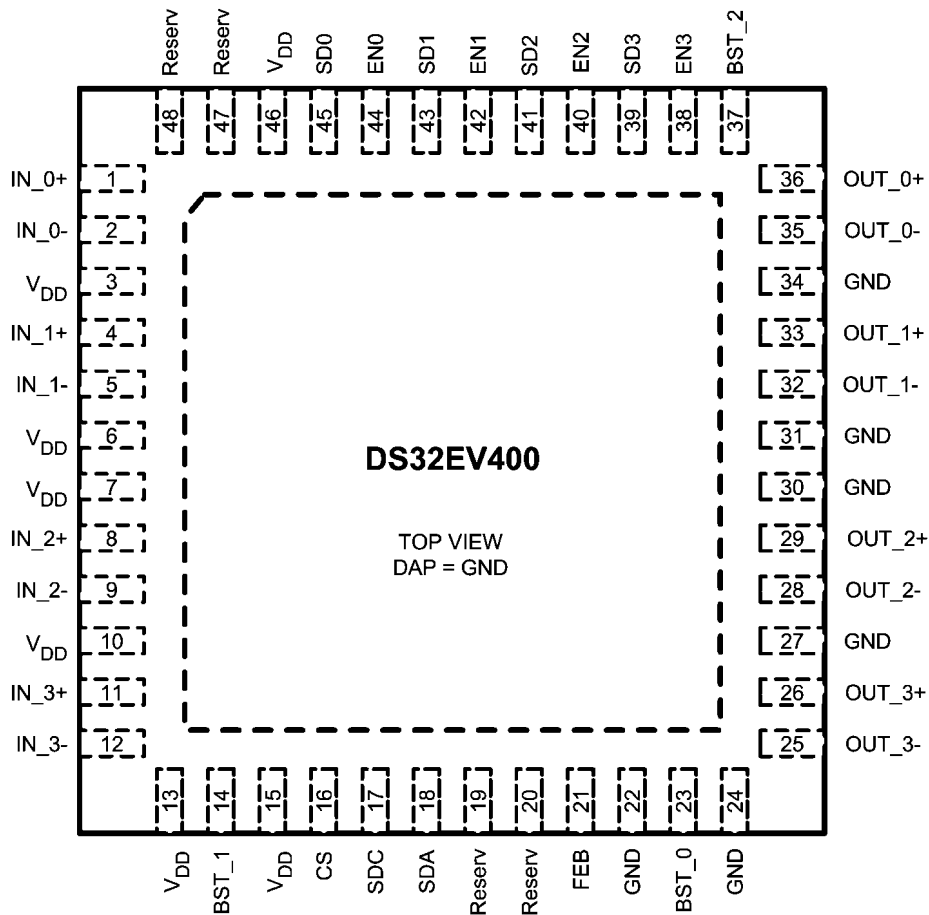 Reserv Reserv VDD SD0 EN0 SD1 EN1 SD2 EN2 SD3 EN3 BST_2
48 47 46 45 44 43 42 41 40 39 38 37
IN_0+ 1 36 OUT_0+
IN_0- 2 35 OUT_0-
VDD 3 34 GND
IN_1+ 4 33 OUT_1+
IN_1- 5 32 OUT_1-
VDD 6 31 GND
VDD 7 30 GND
DS32EV400
IN_2+ 8 29 OUT_2+
TOP VIEW
DAP = GND
IN_2- 9 28 OUT_2-
VDD 10 27 GND
IN_3+ 11 26 OUT_3+
IN_3- 12 25 OUT_3-
13 14 15 16 17 18 19 20 21 22 23 24
VDD BST_1 VDD CS SDC SDA Reserv Reserv FEB GND BST_0 GND